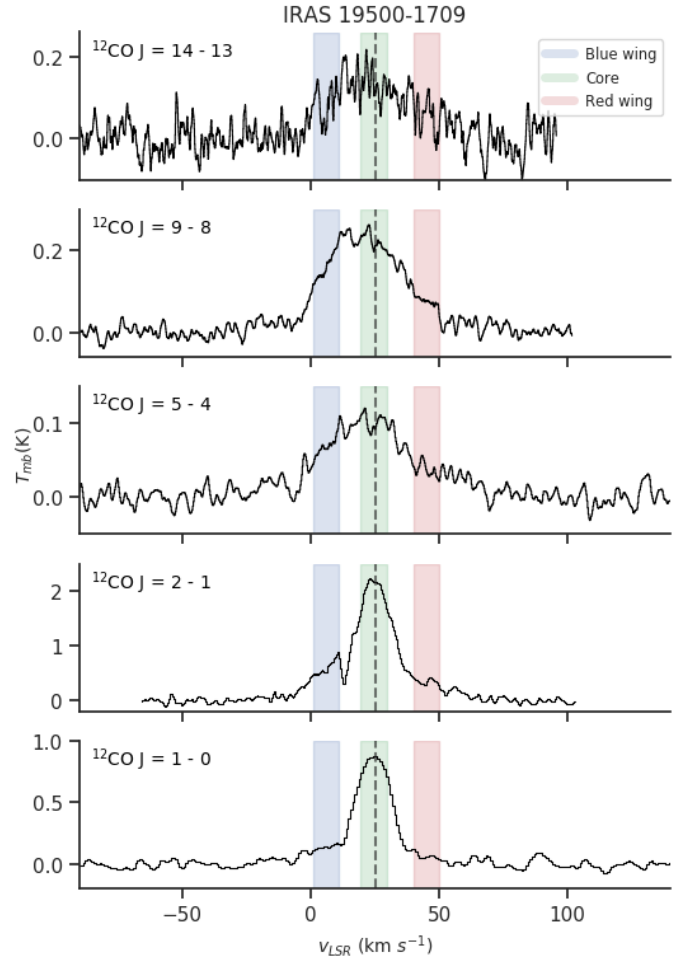 IRAS 19500-1709
¹²CO J = 14 - 13
Blue wing
Core
Red wing
0.2
0.0
¹²CO J = 9 - 8
0.2
0.0
¹²CO J = 5 - 4
0.1
0.0
T_mb(K)
¹²CO J = 2 - 1
2
1
0
¹²CO J = 1 - 0
1.0
0.5
0.0
−50 0 50 100
v_LSR (km s⁻¹)